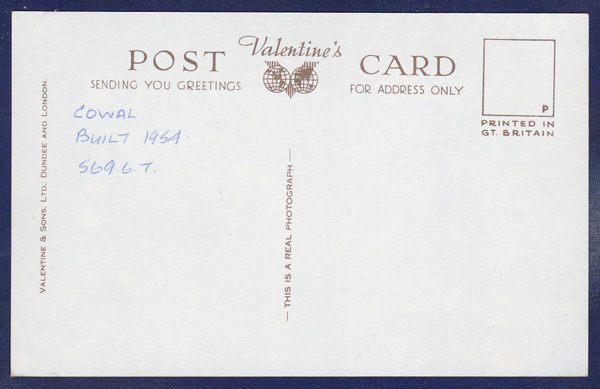 POST Valentine's CARD
SENDING YOU GREETINGS
FOR ADDRESS ONLY
P
PRINTED IN
GT. BRITAIN
COWAL.
BUILT 1954.
569 G.T.
VALENTINE & SONS, LTD., DUNDEE AND LONDON.
— THIS IS A REAL PHOTOGRAPH —